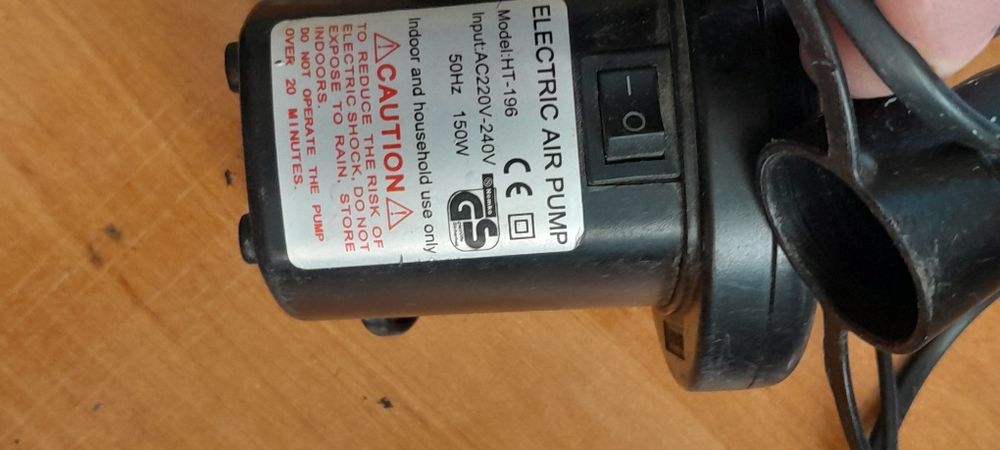 ELECTRIC AIR PUMP
Model:HT-196
Input:AC220V-240V
50Hz 150W
CE
Nemko
GS
Indoor and household use only
CAUTION
TO REDUCE THE RISK OF
ELECTRIC SHOCK, DO NOT
EXPOSE TO RAIN, STORE
INDOORS.
DO NOT OPERATE THE PUMP
OVER 20 MINUTES.